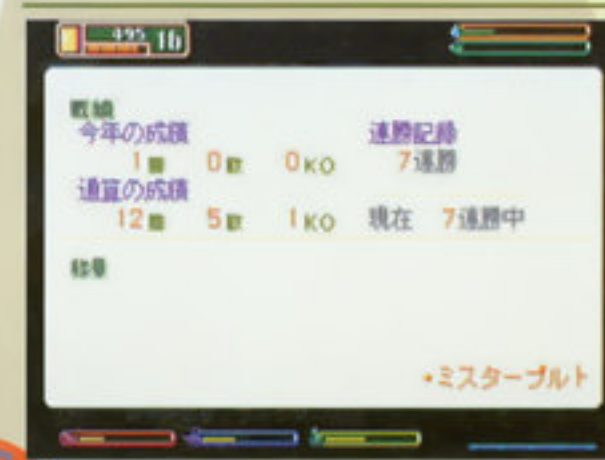 495 16
戦績
今年の成績 連勝記録
1勝 0敗 0KO 7連勝
通算の成績
12勝 5敗 1KO 現在 7連勝中
称号
・ミスターブルト